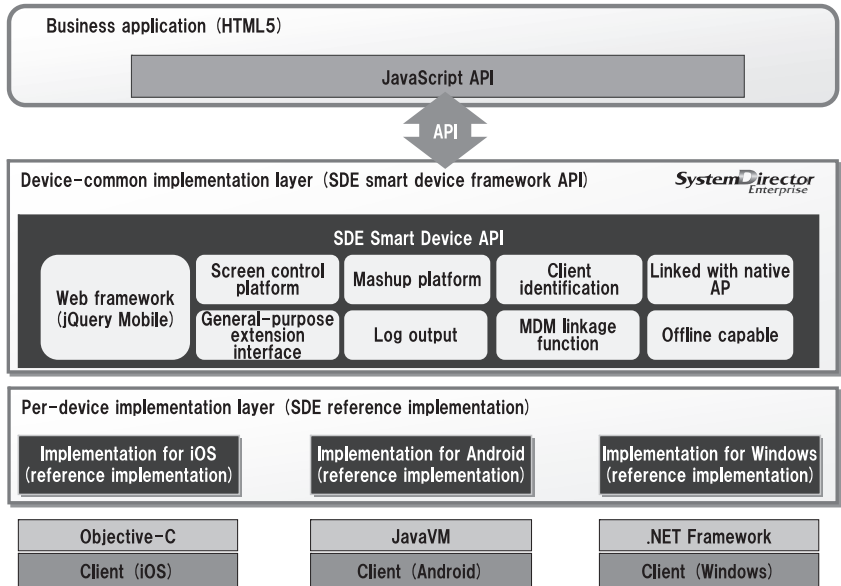 Business application (HTML5)
JavaScript API
API
Device-common implementation layer (SDE smart device framework API)
SystemDirector
Enterprise
SDE Smart Device API
Web framework
(jQuery Mobile)
Screen control
platform
Mashup platform
Client
identification
Linked with native
AP
General-purpose
extension
interface
Log output
MDM linkage
function
Offline capable
Per-device implementation layer (SDE reference implementation)
Implementation for iOS
(reference implementation)
Implementation for Android
(reference implementation)
Implementation for Windows
(reference implementation)
Objective-C
JavaVM
.NET Framework
Client (iOS)
Client (Android)
Client (Windows)